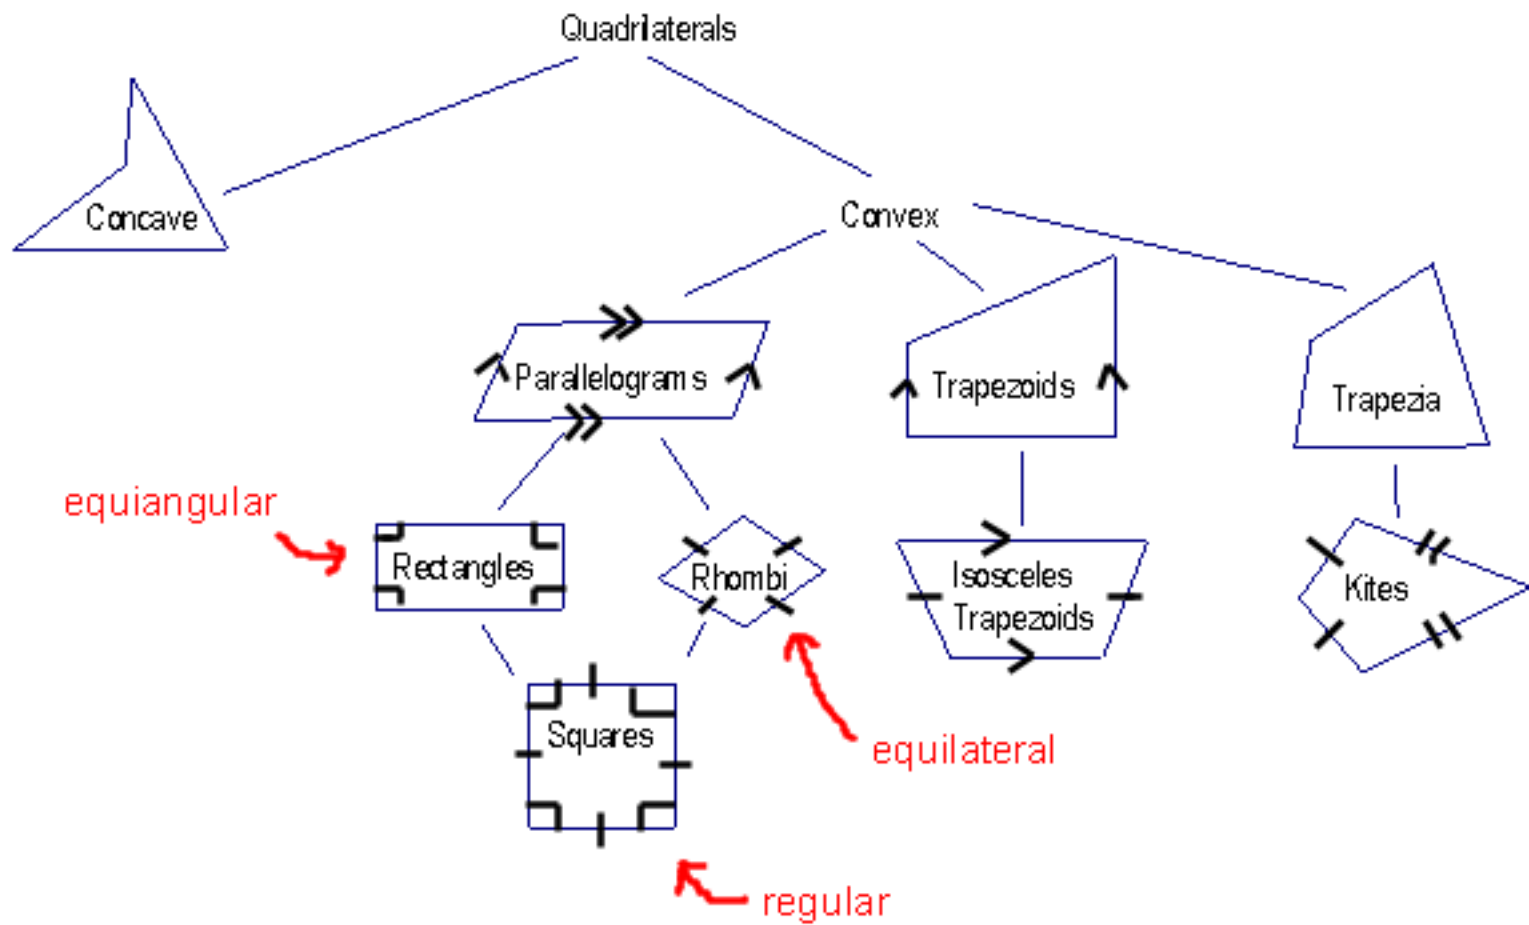 Quadrilaterals
Concave
Convex
Parallelograms
Trapezoids
Trapezia
equiangular
Rectangles
Rhombi
Isosceles
Trapezoids
Kites
Squares
equilateral
regular